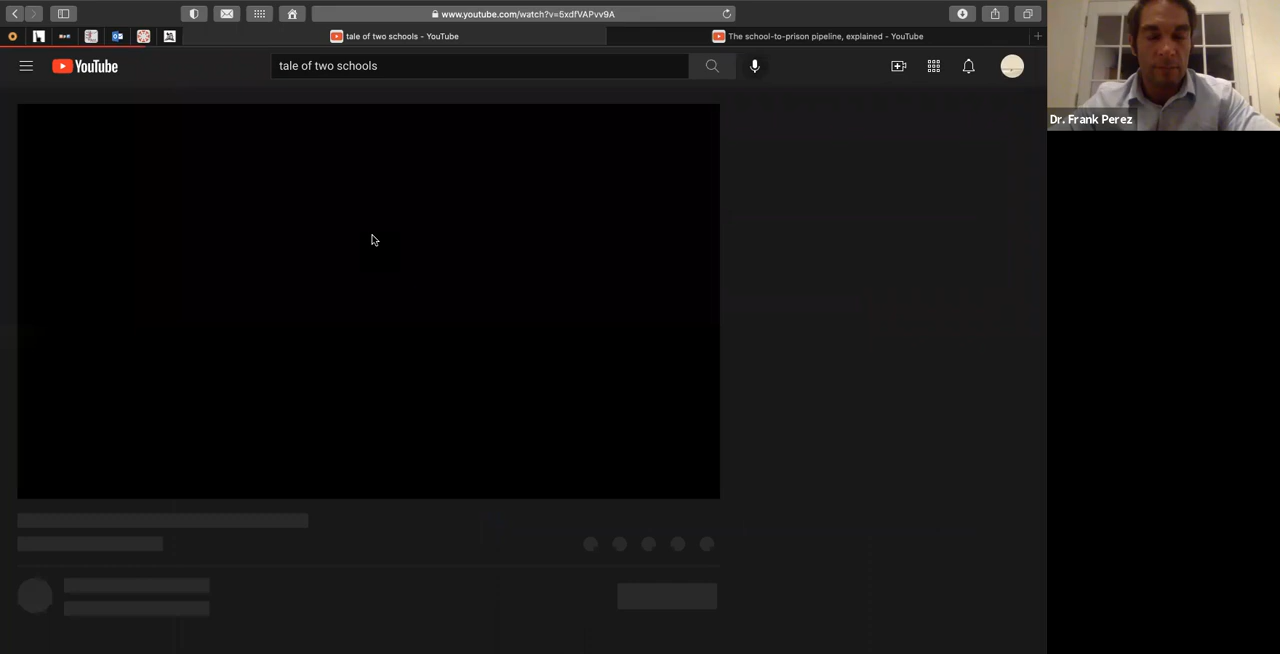 www.youtube.com/watch?v=5xdfVAPvv9A
tale of two schools - YouTube
The school-to-prison pipeline, explained - YouTube
YouTube
tale of two schools
Dr. Frank Perez